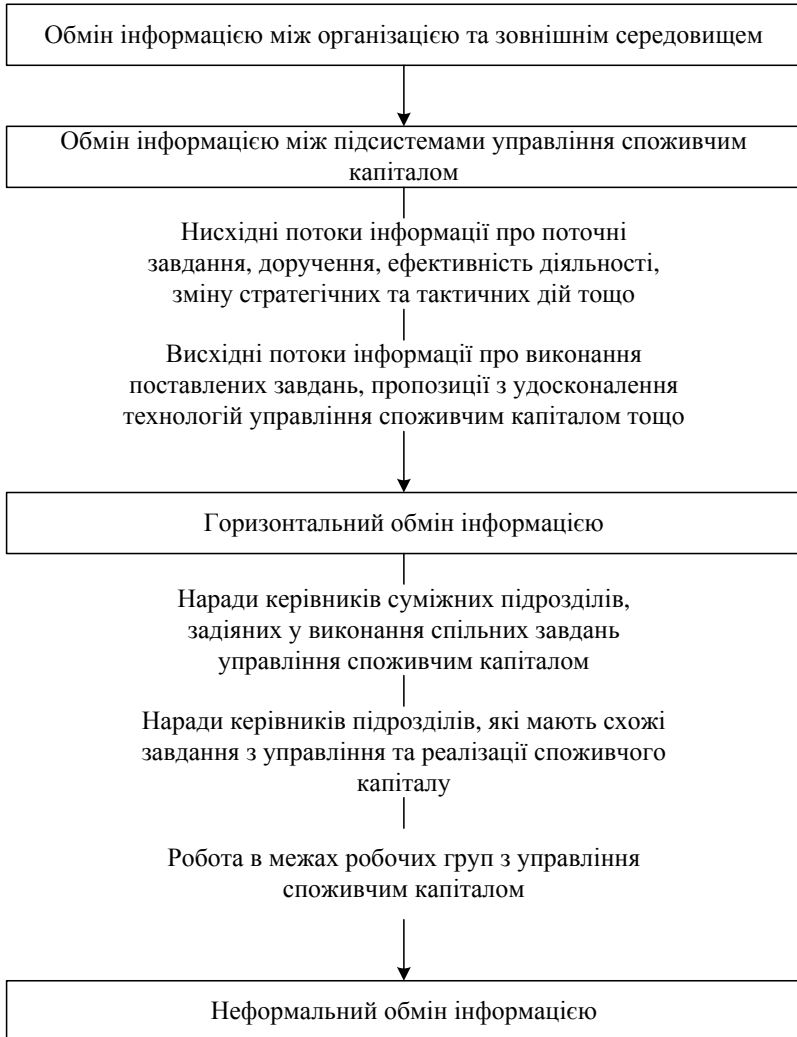 Обмін інформацією між організацією та зовнішнім середовищем
Обмін інформацією між підсистемами управління споживчим
капіталом
Нисхідні потоки інформації про поточні
завдання, доручення, ефективність діяльності,
зміну стратегічних та тактичних дій тощо
Висхідні потоки інформації про виконання
поставлених завдань, пропозиції з удосконалення
технологій управління споживчим капіталом тощо
Горизонтальний обмін інформацією
Наради керівників суміжних підрозділів,
задіяних у виконання спільних завдань
управління споживчим капіталом
Наради керівників підрозділів, які мають схожі
завдання з управління та реалізації споживчого
капіталу
Робота в межах робочих груп з управління
споживчим капіталом
Неформальний обмін інформацією